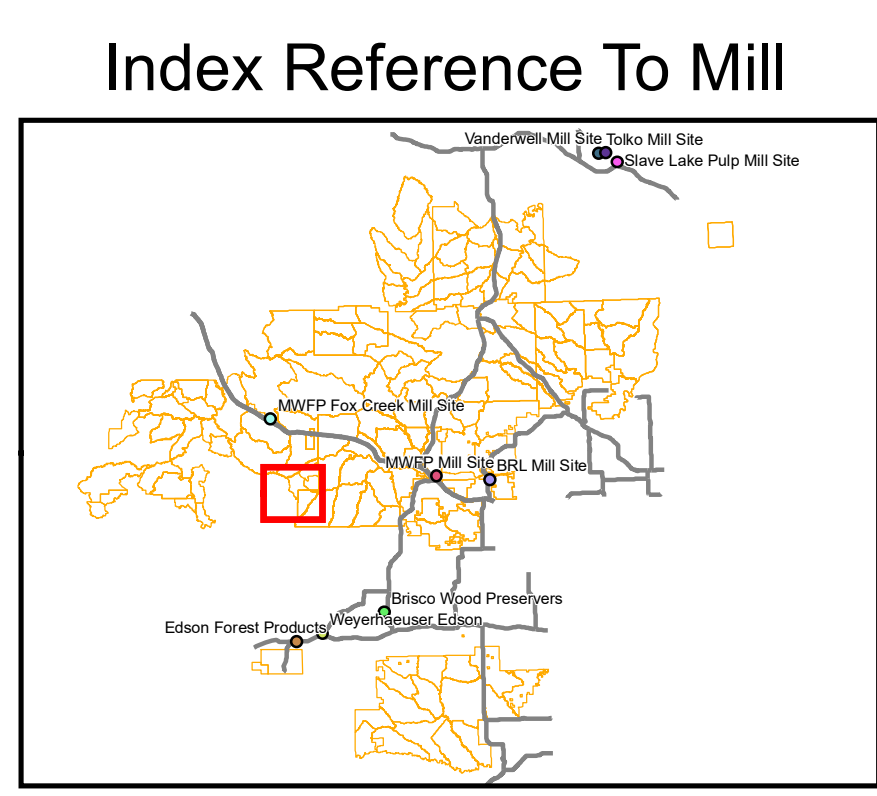 Index Reference To Mill
Vanderwell Mill Site
Tolko Mill Site
Slave Lake Pulp Mill Site
MWFP Fox Creek Mill Site
MWFP Mill Site
BRL Mill Site
Brisco Wood Preservers
Weyerhaeuser Edson
Edson Forest Products